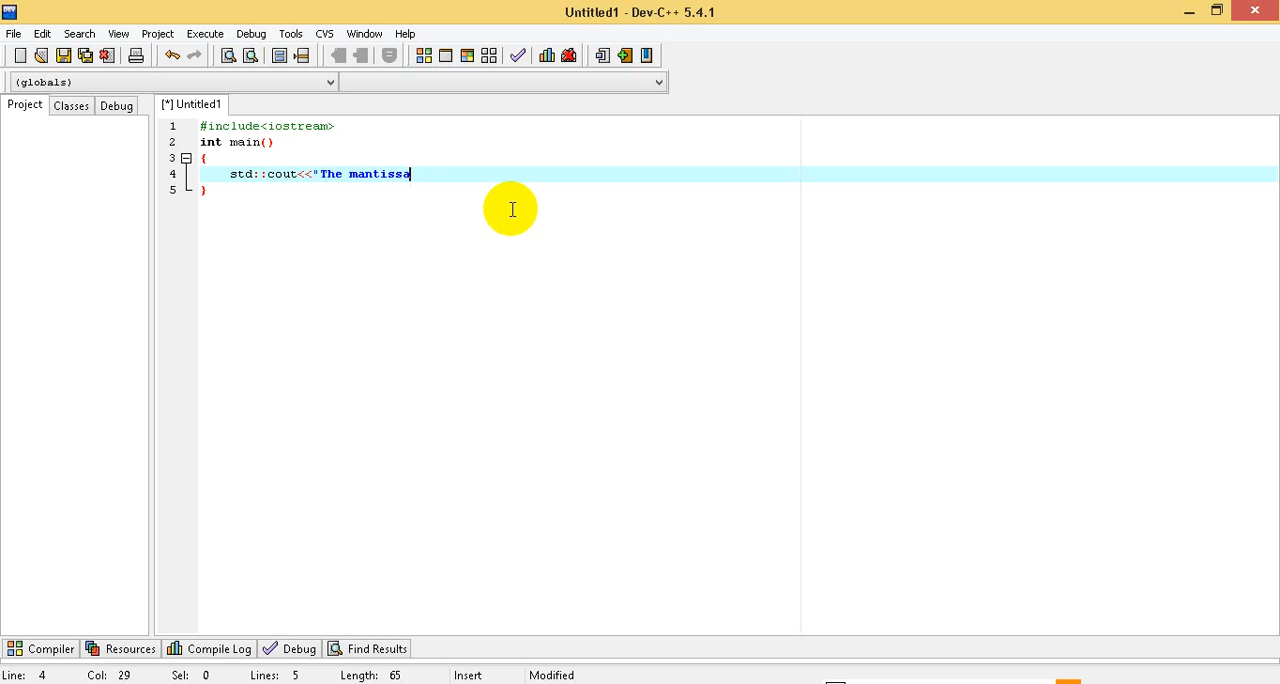 Untitled1 - Dev-C++ 5.4.1
File Edit Search View Project Execute Debug Tools CVS Window Help
(globals)
Project Classes Debug [*] Untitled1
1 #include<iostream>
2 int main()
3 {
4 std::cout<<"The mantissa
5 }
Compiler Resources Compile Log Debug Find Results
Line: 4 Col: 29 Sel: 0 Lines: 5 Length: 65 Insert Modified